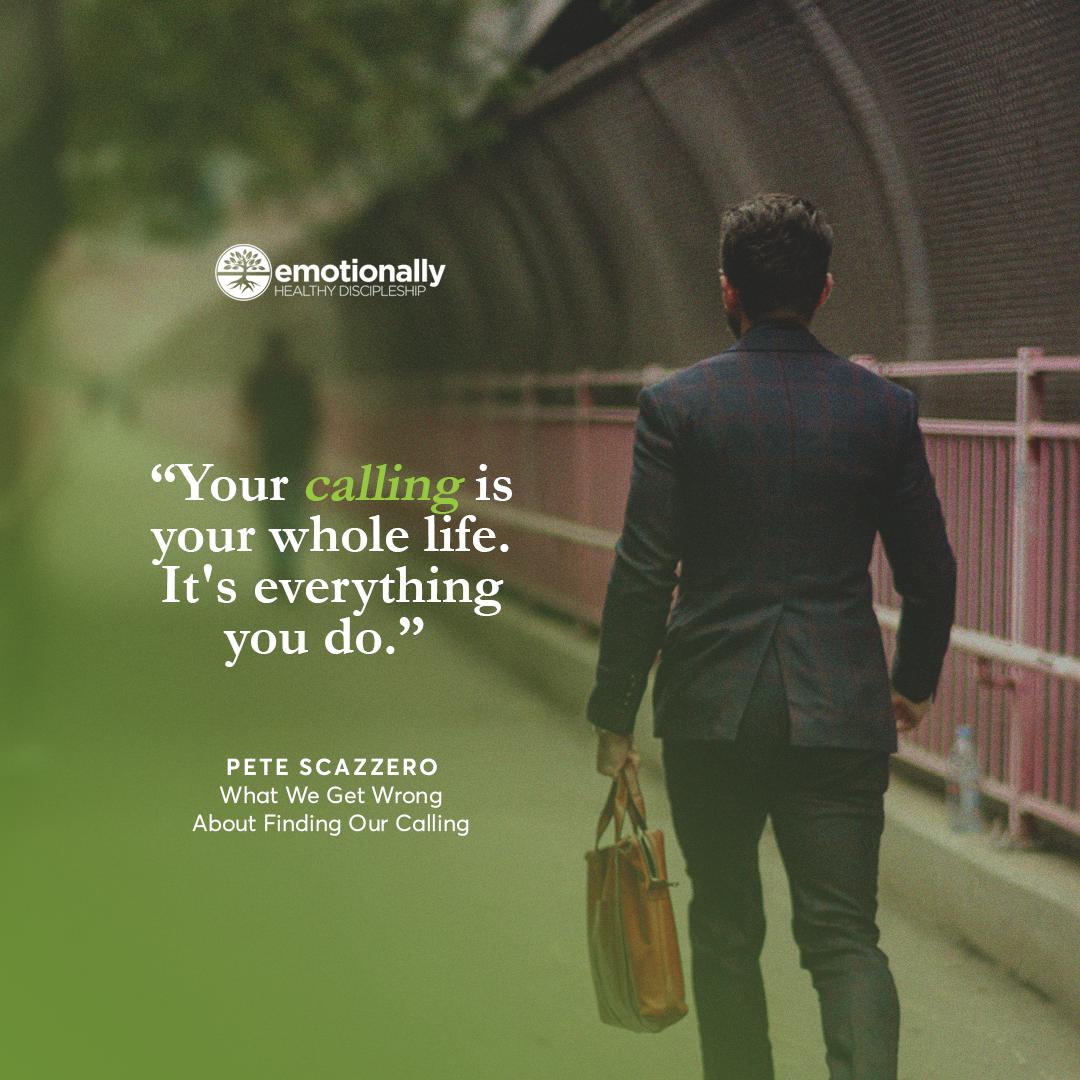 emotionally
HEALTHY DISCIPLESHIP
“Your calling is
your whole life.
It's everything
you do.”
PETE SCAZZERO
What We Get Wrong
About Finding Our Calling